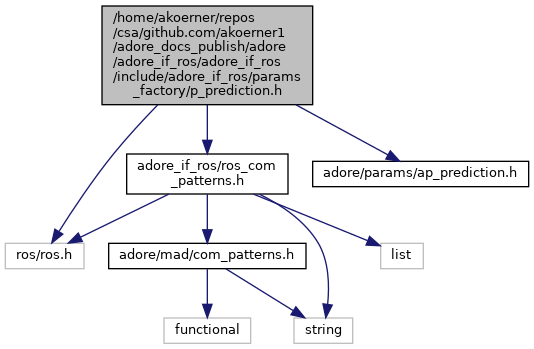 /home/akoerner/repos
/csa/github.com/akoerner1
/adore_docs_publish/adore
/adore_if_ros/adore_if_ros
/include/adore_if_ros/params
_factory/p_prediction.h
adore_if_ros/ros_com
_patterns.h
adore/params/ap_prediction.h
ros/ros.h
adore/mad/com_patterns.h
list
functional
string